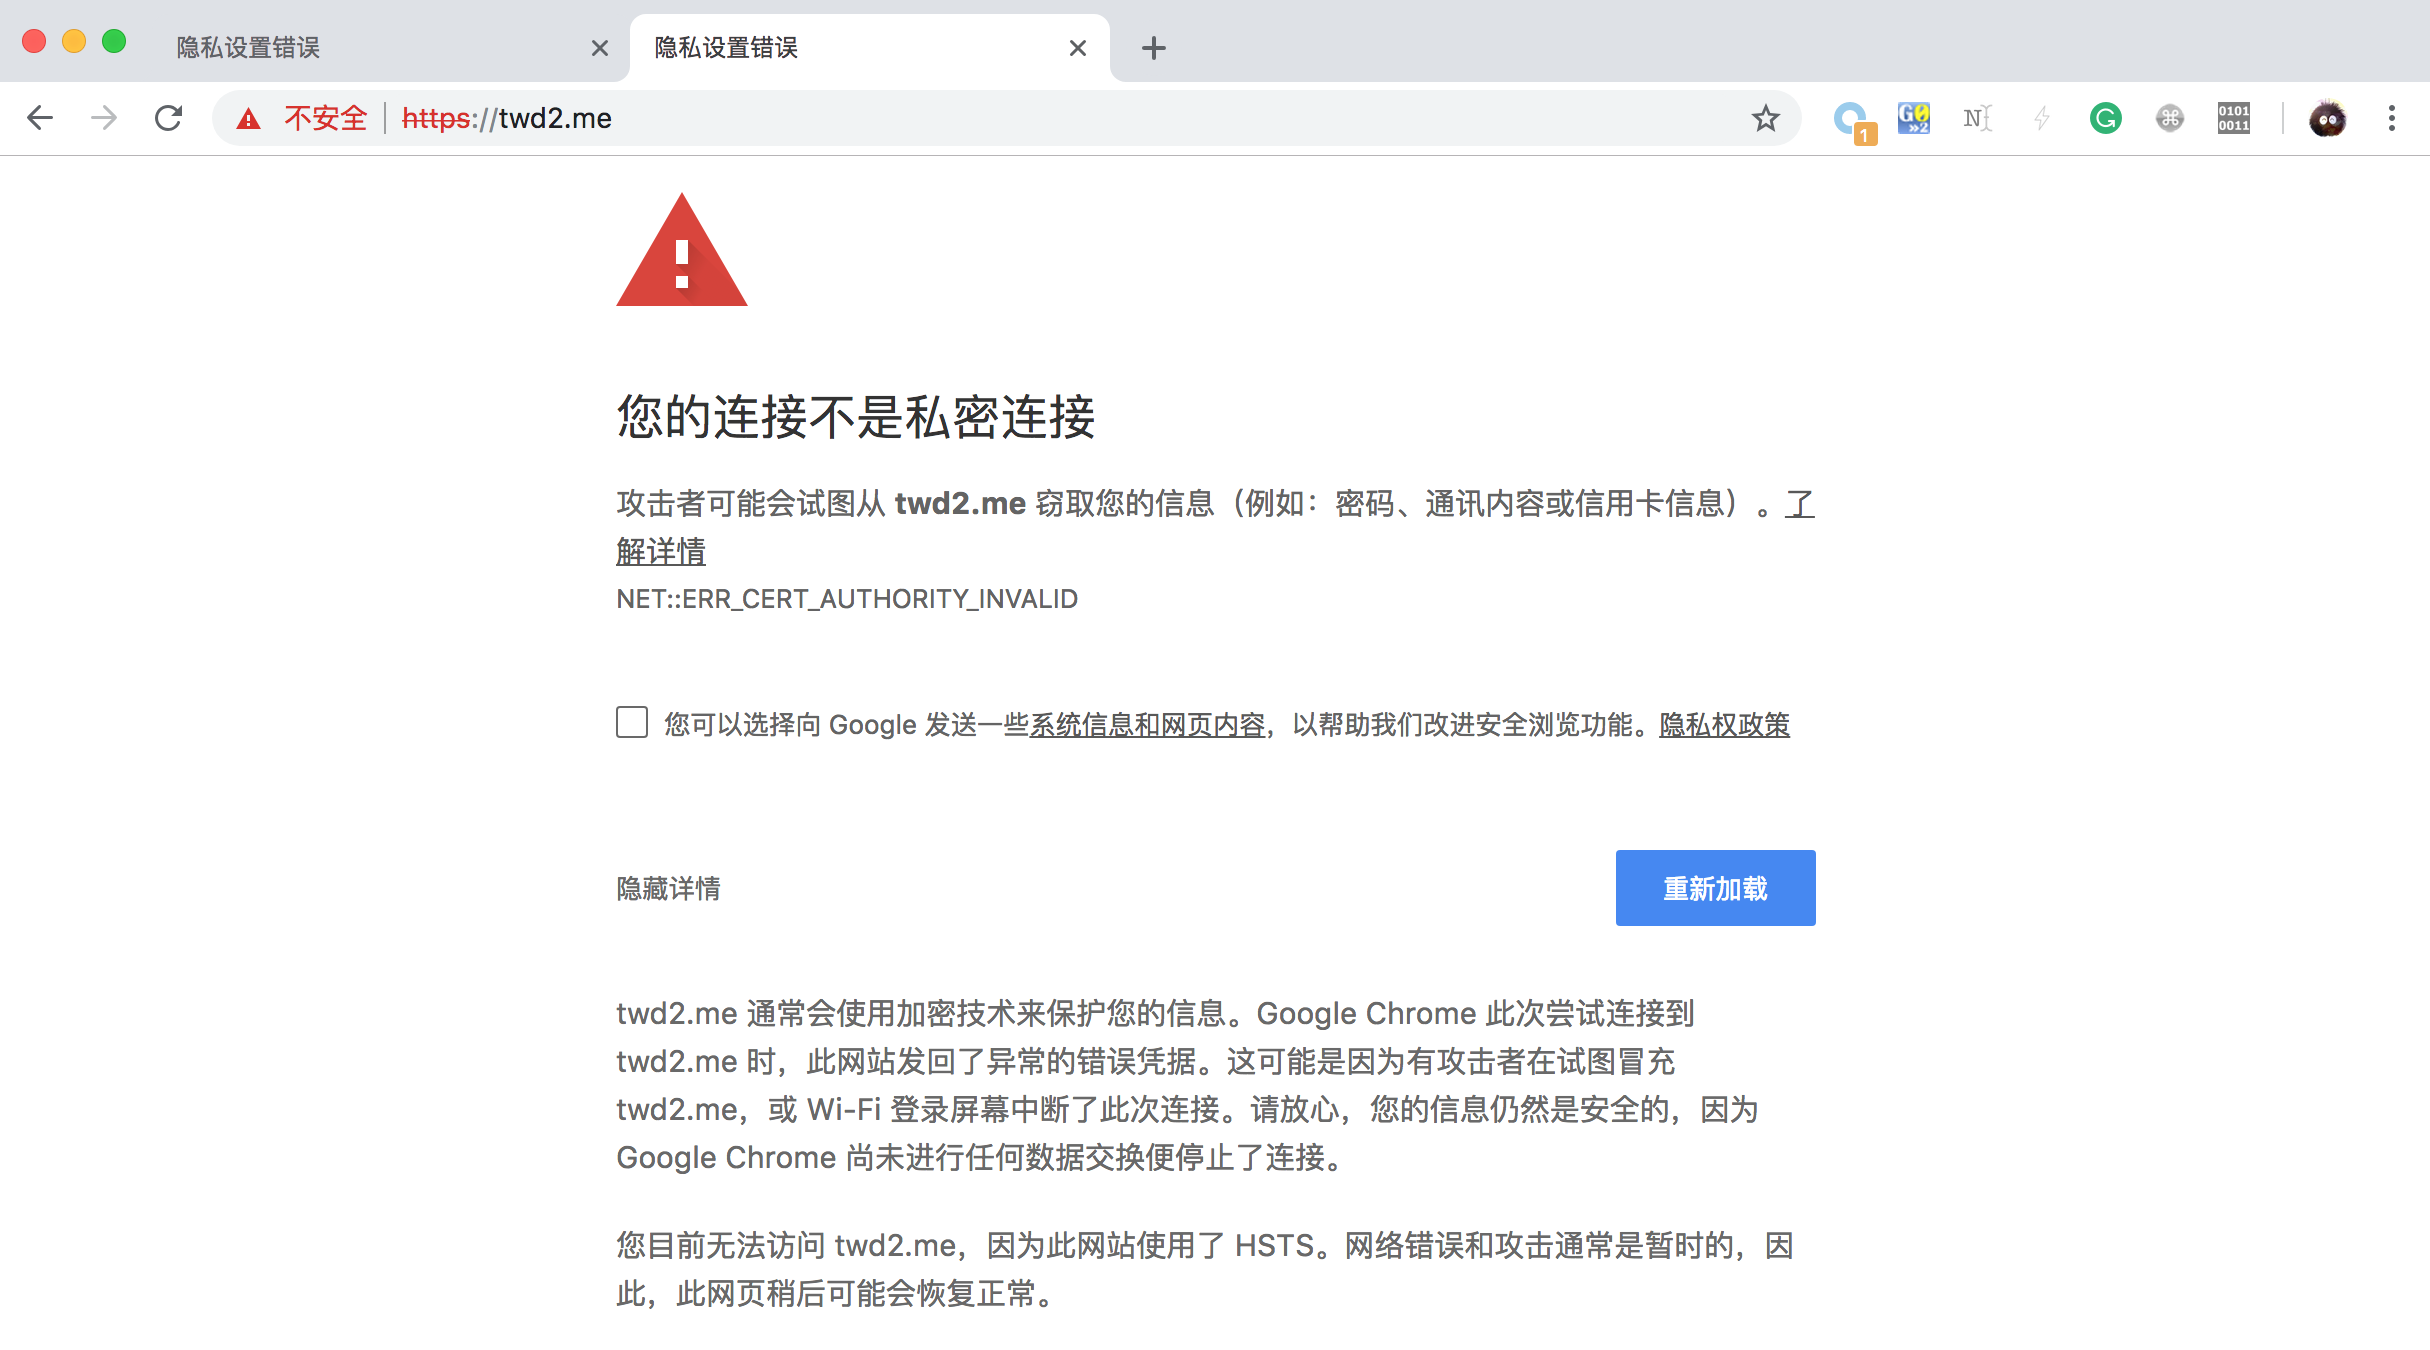 隐私设置错误
隐私设置错误
不安全 https://twd2.me
1
GO »2
N
G
⌘
0101
0011
您的连接不是私密连接
攻击者可能会试图从 twd2.me 窃取您的信息（例如：密码、通讯内容或信用卡信息）。了
解详情
NET::ERR_CERT_AUTHORITY_INVALID
您可以选择向 Google 发送一些系统信息和网页内容，以帮助我们改进安全浏览功能。隐私权政策
隐藏详情
重新加载
twd2.me 通常会使用加密技术来保护您的信息。Google Chrome 此次尝试连接到
twd2.me 时，此网站发回了异常的错误凭据。这可能是因为有攻击者在试图冒充
twd2.me，或 Wi-Fi 登录屏幕中断了此次连接。请放心，您的信息仍然是安全的，因为
Google Chrome 尚未进行任何数据交换便停止了连接。
您目前无法访问 twd2.me，因为此网站使用了 HSTS。网络错误和攻击通常是暂时的，因
此，此网页稍后可能会恢复正常。